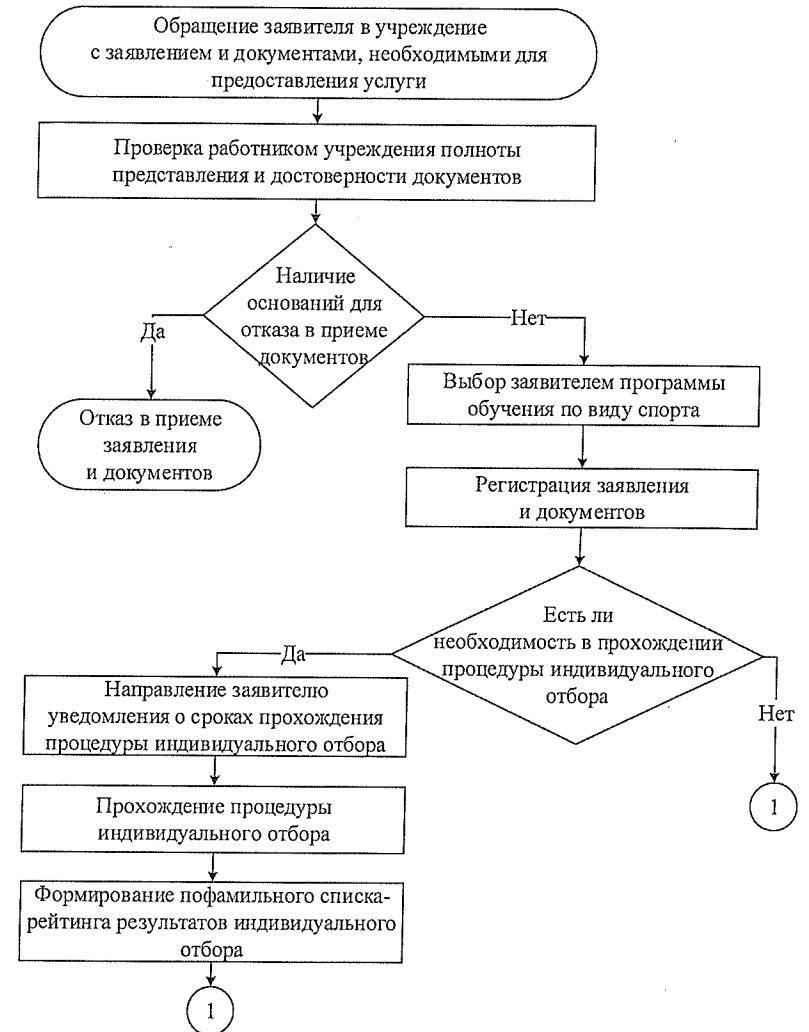 Обращение заявителя в учреждение
с заявлением и документами, необходимыми для
предоставления услуги
Проверка работником учреждения полноты
представления и достоверности документов
Наличие
оснований для
отказа в приеме
документов
Да
Нет
Отказ в приеме
заявления
и документов
Выбор заявителем программы
обучения по виду спорта
Регистрация заявления
и документов
Есть ли
необходимость в прохождении
процедуры индивидуального
отбора
Да
Нет
Направление заявителю
уведомления о сроках прохождения
процедуры индивидуального отбора
1
Прохождение процедуры
индивидуального отбора
Формирование пофамильного списка-
рейтинга результатов индивидуального
отбора
1